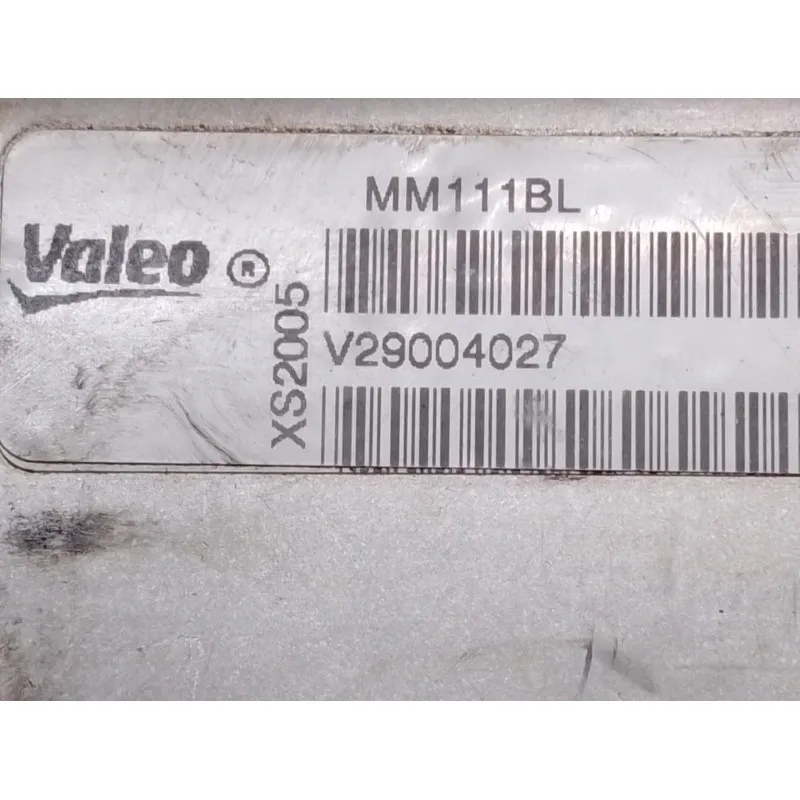 MM111BL
Valeo ®
XS2005
V29004027